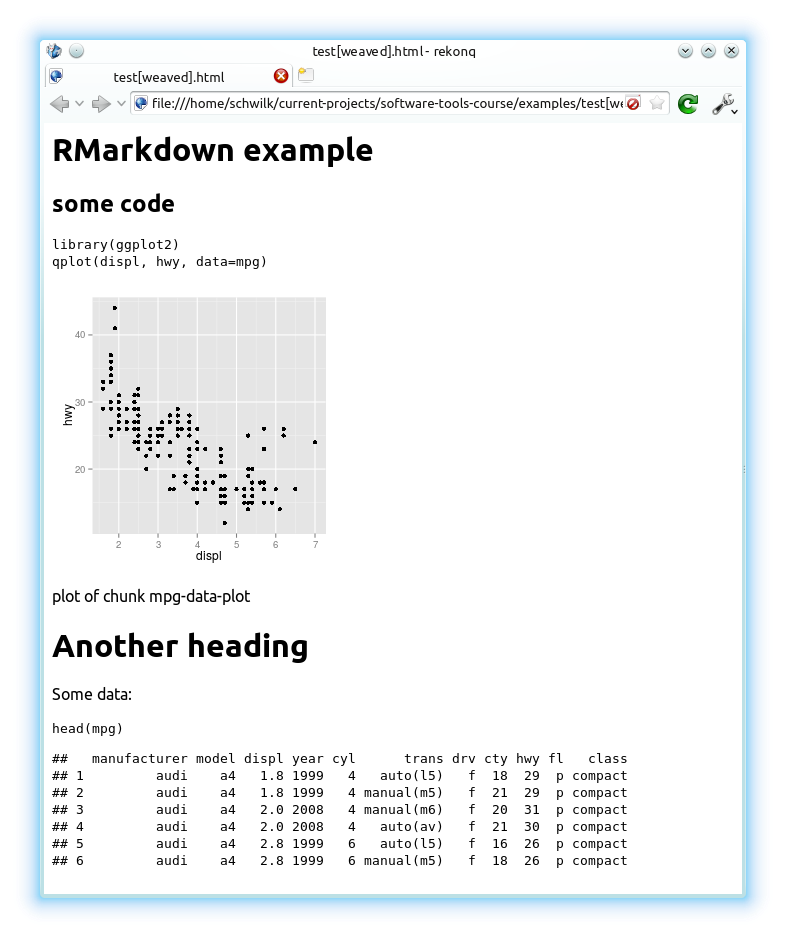 test[weaved].html - rekonq
test[weaved].html
file:///home/schwilk/current-projects/software-tools-course/examples/test[we
RMarkdown example
some code
library(ggplot2)
qplot(displ, hwy, data=mpg)
40
30
20
hwy
2 3 4 5 6 7
displ
plot of chunk mpg-data-plot
Another heading
Some data:
head(mpg)
##   manufacturer model displ year cyl      trans drv cty hwy fl   class
## 1         audi    a4   1.8 1999   4   auto(l5)   f  18  29  p compact
## 2         audi    a4   1.8 1999   4 manual(m5)   f  21  29  p compact
## 3         audi    a4   2.0 2008   4 manual(m6)   f  20  31  p compact
## 4         audi    a4   2.0 2008   4   auto(av)   f  21  30  p compact
## 5         audi    a4   2.8 1999   6   auto(l5)   f  16  26  p compact
## 6         audi    a4   2.8 1999   6 manual(m5)   f  18  26  p compact